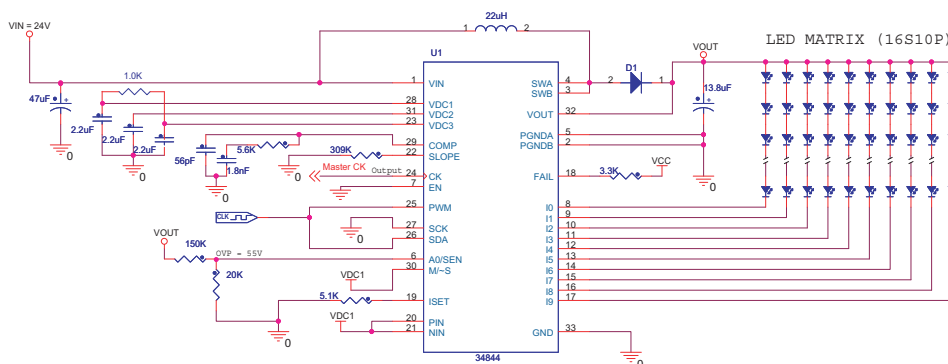 22uH
1 2
VIN = 24V
U1
VOUT
LED MATRIX (16S10P)
1.0K
1 VIN
SWA 4
SWB 3
D1
2 1
47uF
13.8uF
28 VDC1
31 VDC2
23 VDC3
VOUT 32
2.2uF
2.2uF
2.2uF
PGNDA 5
PGNDB 2
0
0
0
29 COMP
22 SLOPE
5.6K
309K
56pF
1.8nF
0
0
Master CK
Output
24 CK
7 EN
0
FAIL 18
3.3K
VCC
CLK
25 PWM
27 SCK
26 SDA
0
I0 8
I1 9
I2 10
I3 11
I4 12
I5 13
I6 14
I7 15
I8 16
I9 17
VOUT
150K
OVP = 55V
6 A0/SEN
30 M/~S
20K
VDC1
5.1K
19 ISET
VDC1
20 PIN
21 NIN
0
GND 33
0
34844